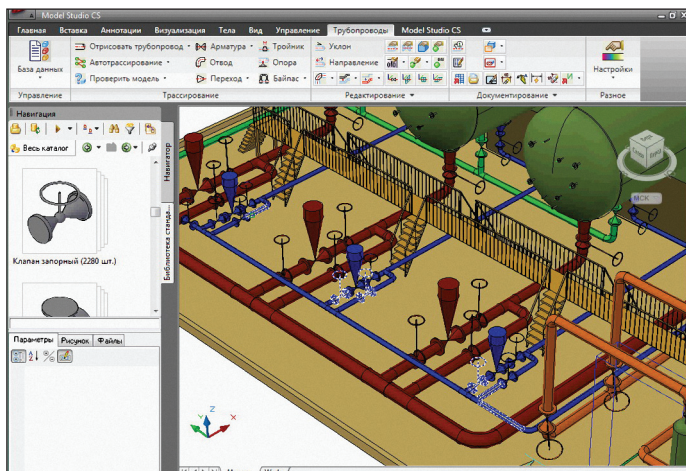 Model Studio CS
Главная Вставка Аннотации Визуализация Тела Вид Управление Трубопроводы Model Studio CS
База данных
Отрисовать трубопровод Арматура Тройник Уклон
Автотрассирование Отвод Опора Направление
Проверить модель Переход Байпас
Настройки
Управление Трассирование Редактирование Документирование Разное
Навигация
Весь каталог
Навигатор
Библиотека станда...
Клапан запорный (2280 шт.)
Параметры Рисунок Файлы
МСК
Z
Y X